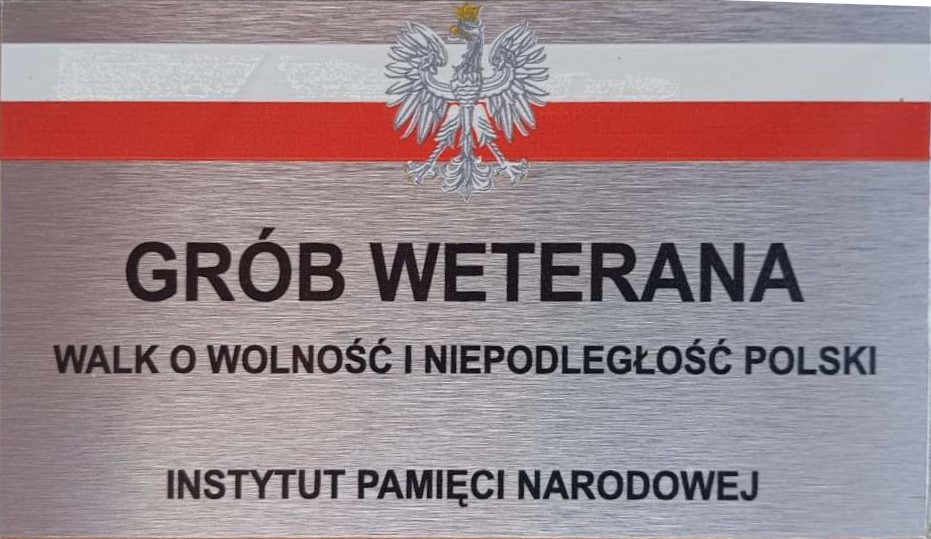 GRÓB WETERANA
WALK O WOLNOŚĆ I NIEPODLEGŁOŚĆ POLSKI
INSTYTUT PAMIĘCI NARODOWEJ